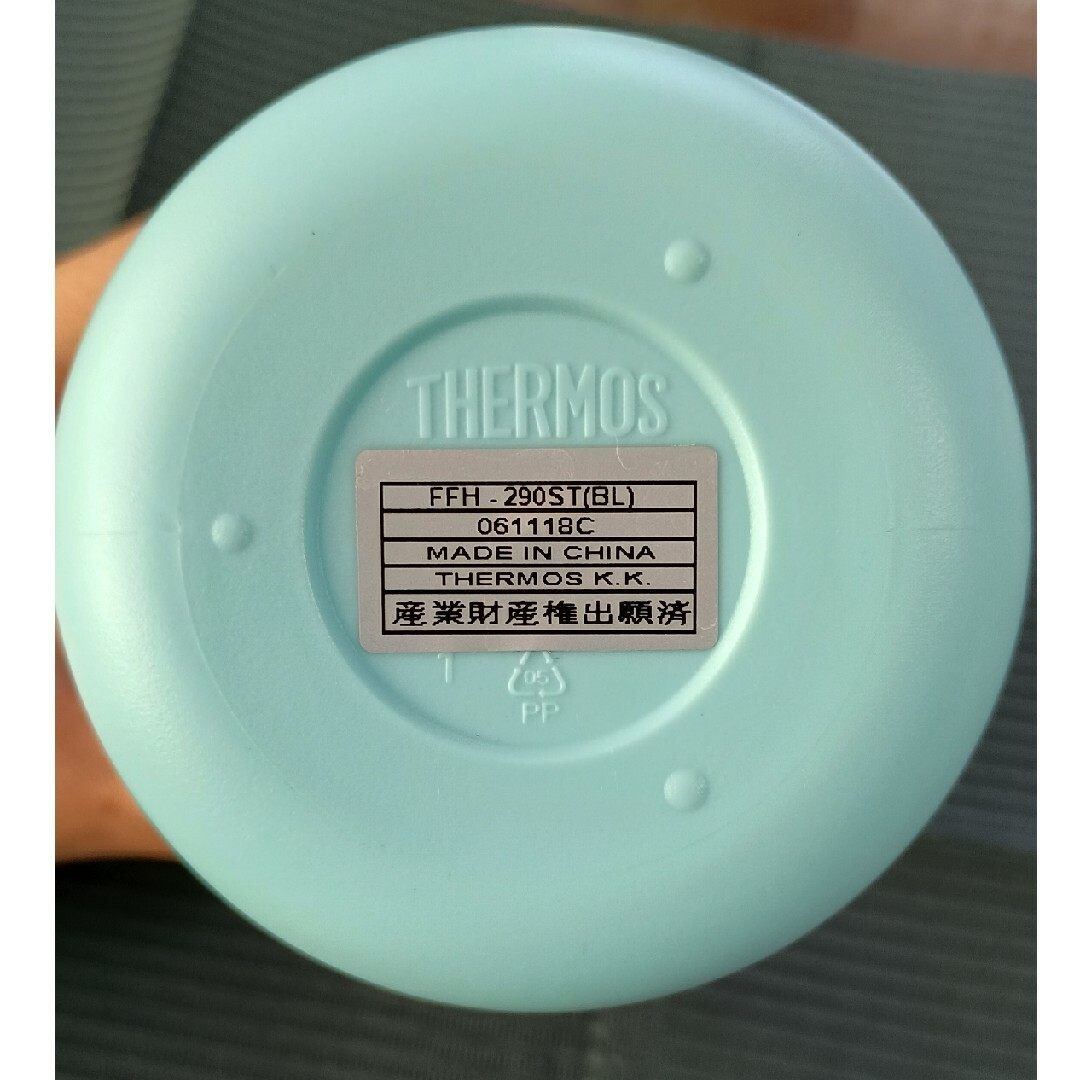 THERMOS
FFH - 290ST(BL)
061118C
MADE IN CHINA
THERMOS K.K.
産業財産権出願済
1
05
PP